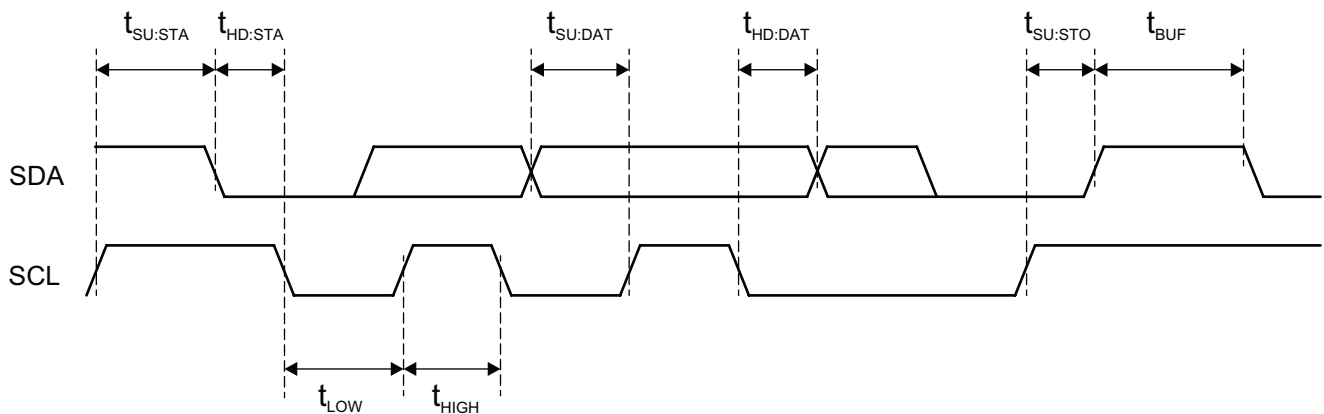 tSU:STA tHD:STA tSU:DAT tHD:DAT tSU:STO tBUF
SDA
SCL
tLOW tHIGH